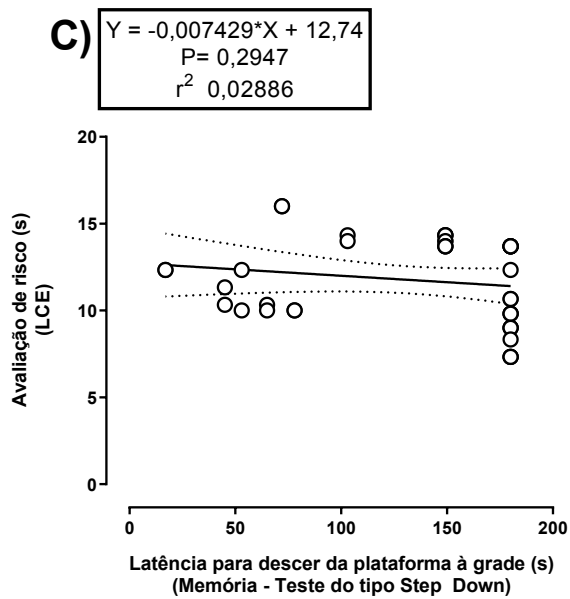 C)
Y = -0,007429*X + 12,74
P= 0,2947
r² 0,02886
20
15
10
5
0
Avaliação de risco (s)
(LCE)
0 50 100 150 200
Latência para descer da plataforma à grade (s)
(Memória - Teste do tipo Step Down)